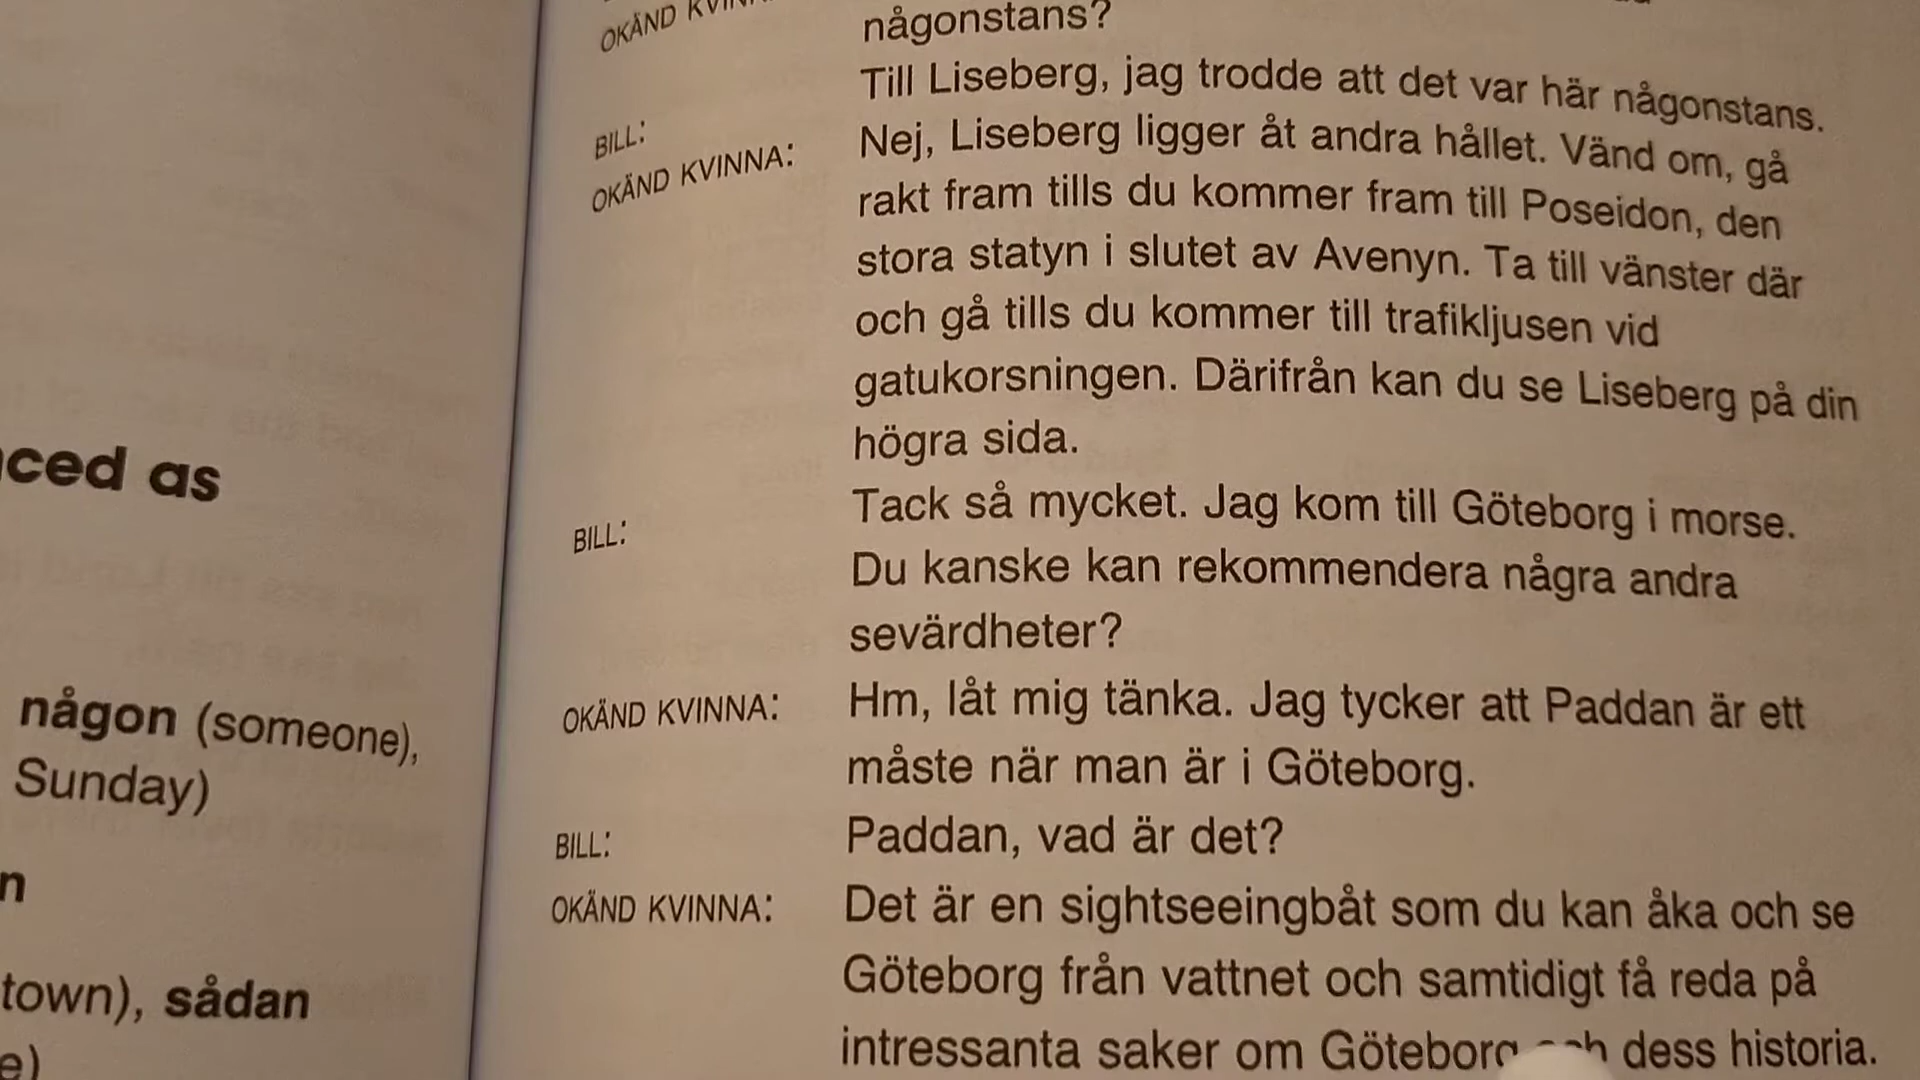 ced as
någon (someone),
Sunday)
n
town), sådan
e)
OKÄND
någonstans?
BILL: Till Liseberg, jag trodde att det var här någonstans.
OKÄND KVINNA: Nej, Liseberg ligger åt andra hållet. Vänd om, gå
rakt fram tills du kommer fram till Poseidon, den
stora statyn i slutet av Avenyn. Ta till vänster där
och gå tills du kommer till trafikljusen vid
gatukorsningen. Därifrån kan du se Liseberg på din
högra sida.
BILL: Tack så mycket. Jag kom till Göteborg i morse.
Du kanske kan rekommendera några andra
sevärdheter?
OKÄND KVINNA: Hm, låt mig tänka. Jag tycker att Paddan är ett
måste när man är i Göteborg.
BILL: Paddan, vad är det?
OKÄND KVINNA: Det är en sightseeingbåt som du kan åka och se
Göteborg från vattnet och samtidigt få reda på
intressanta saker om Göteborg dess historia.